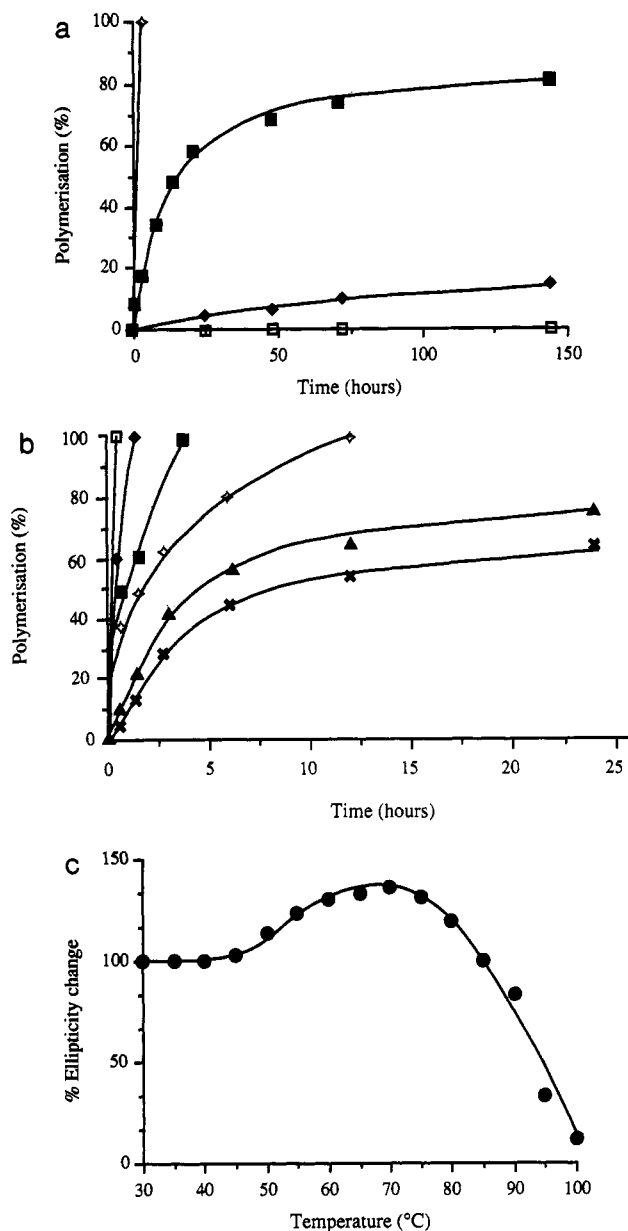 a
100
80
60
40
20
0
Polymerisation (%)
0 50 100 150
Time (hours)
b
100
80
60
40
20
0
Polymerisation (%)
0 5 10 15 20 25
Time (hours)
c
150
100
50
0
% Ellipticity change
30 40 50 60 70 80 90 100
Temperature (°C)